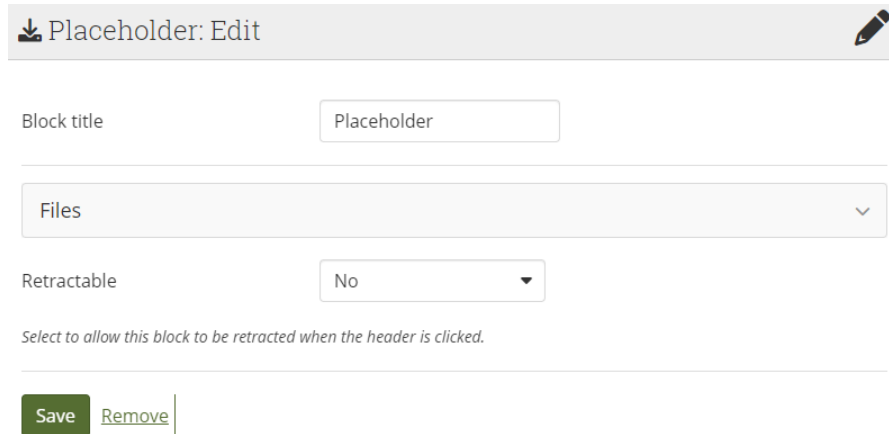 Placeholder: Edit
Block title
Placeholder
Files
Retractable
No
Select to allow this block to be retracted when the header is clicked.
Save Remove